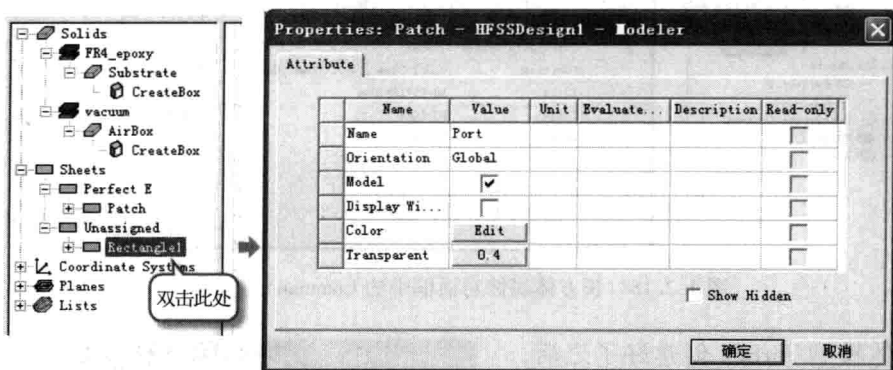 Solids
FR4_epoxy
Substrate
CreateBox
vacuum
AirBox
CreateBox
Sheets
Perfect E
Patch
Unassigned
Rectangle1
Coordinate Systems
Planes
Lists
双击此处
Properties: Patch - HFSSDesign1 - Modeler
Attribute
Name Value Unit Evaluate... Description Read-only
Name Port
Orientation Global
Model
Display Wi...
Color Edit
Transparent 0.4
Show Hidden
确定 取消